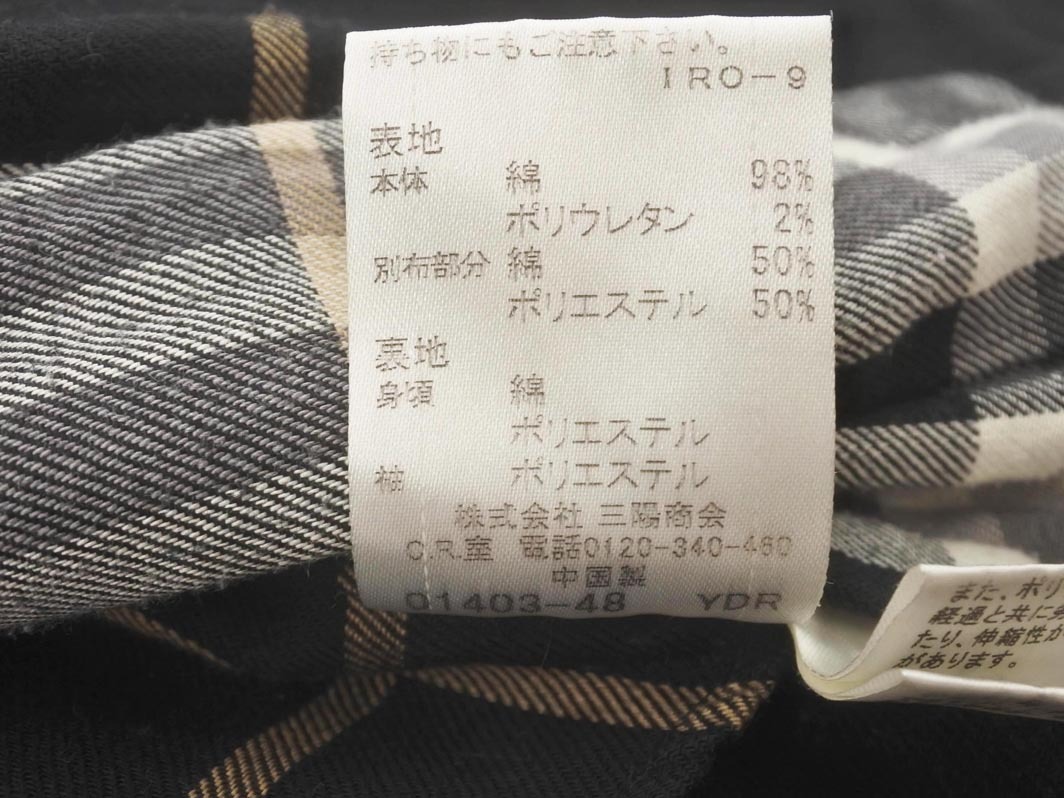 持ち物にもご注意下さい。
IRO-9
表地
本体 綿 98%
ポリウレタン 2%
別布部分 綿 50%
ポリエステル 50%
裏地
身頃 綿
ポリエステル
袖 ポリエステル
株式会社 三陽商会
C.R.室 電話0120-340-460
中国製
01403-48 YDR
また、ポリ
経過と共に
たり、伸縮性が
があります。